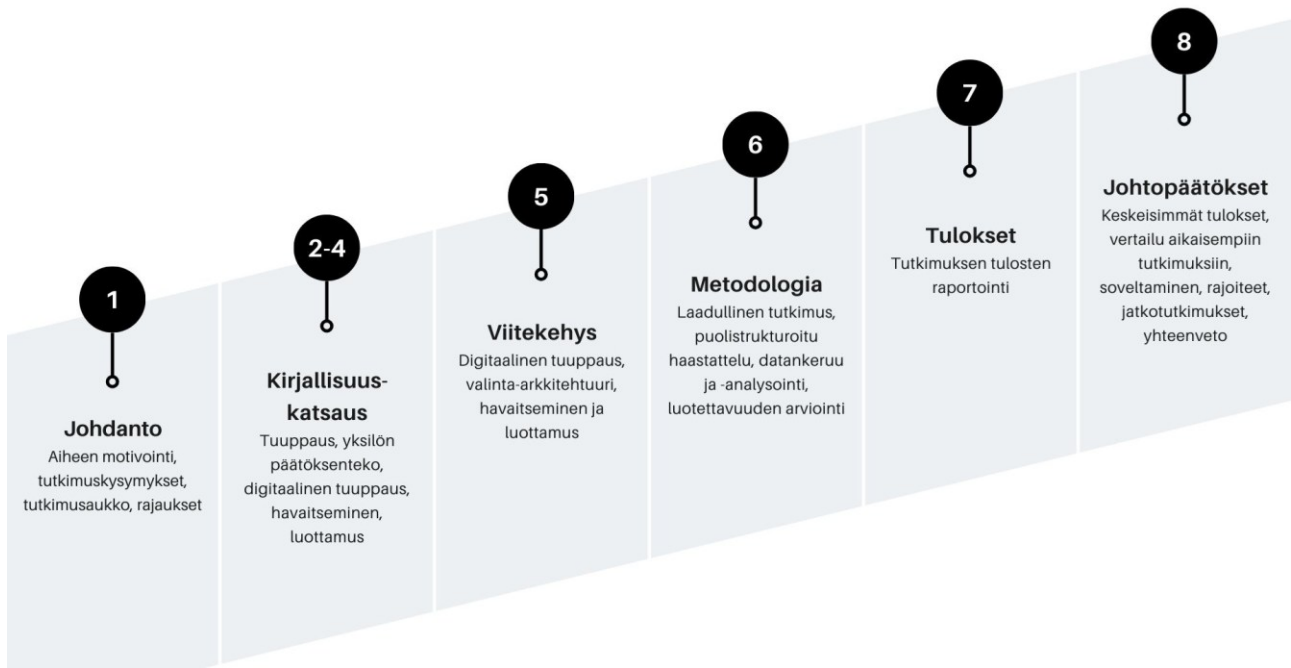 1
Johdanto
Aiheen motivointi,
tutkimuskysymykset,
tutkimusaukko, rajaukset
2-4
Kirjallisuus-
katsaus
Tuuppaus, yksilön
päätöksenteko,
digitaalinen tuuppaus,
havaitseminen,
luottamus
5
Viitekehys
Digitaalinen tuuppaus,
valinta-arkkitehtuuri,
havaitseminen ja
luottamus
6
Metodologia
Laadullinen tutkimus,
puolistrukturoitu
haastattelu, datankeruu
ja -analysointi,
luotettavuuden arviointi
7
Tulokset
Tutkimuksen tulosten
raportointi
8
Johtopäätökset
Keskeisimmät tulokset,
vertailu aikaisempiin
tutkimuksiin,
soveltaminen, rajoiteet,
jatkotutkimukset,
yhteenveto